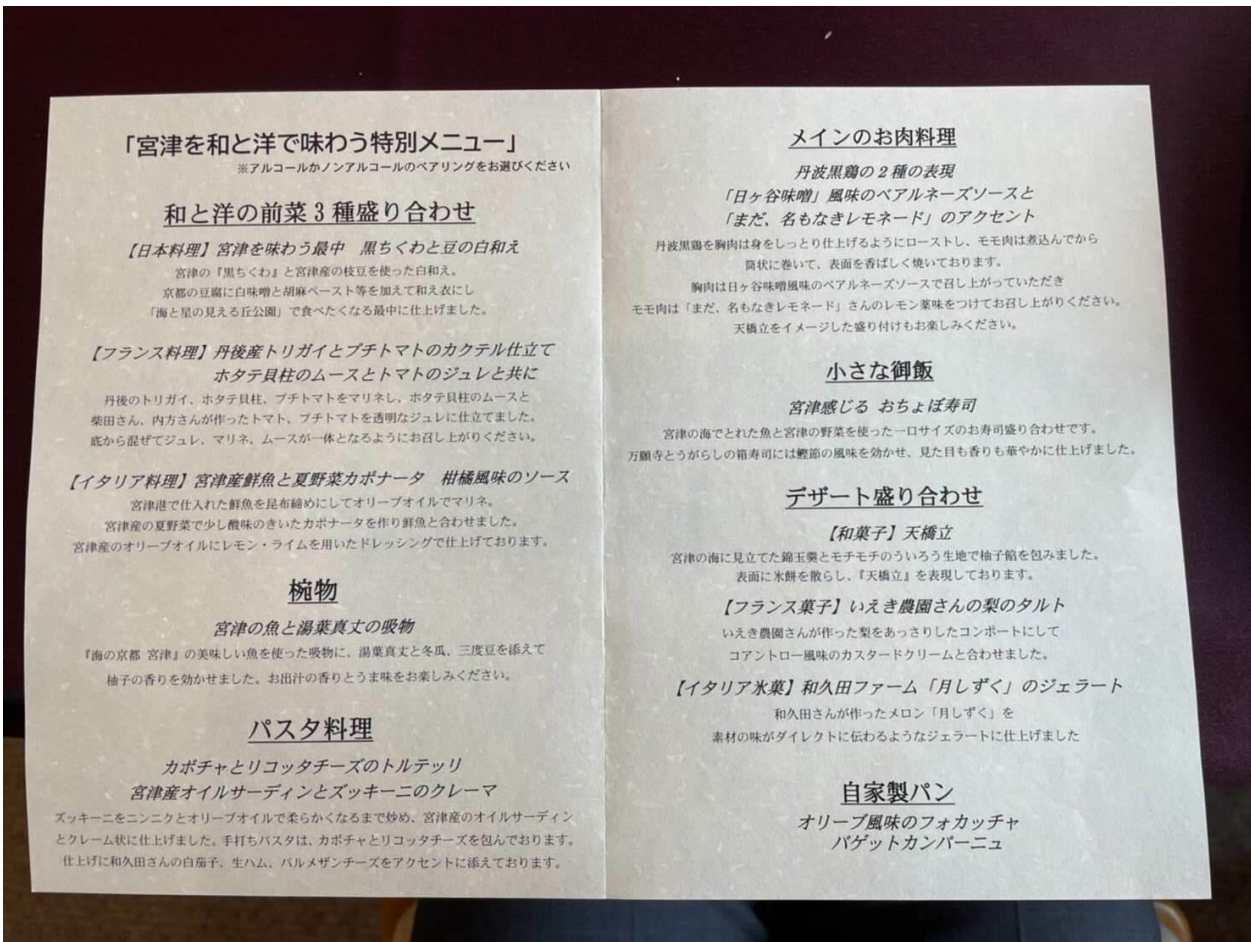 「宮津を和と洋で味わう特別メニュー」
※アルコールかノンアルコールのペアリングをお選びください
和と洋の前菜3種盛り合わせ
【日本料理】宮津を味わう最中　黒ちくわと豆の白和え
宮津の『黒ちくわ』と宮津産の枝豆を使った白和え。
京都の豆腐に白味噌と胡麻ペースト等を加えて和え衣にし
「海と星の見える丘公園」で食べたくなる最中に仕上げました。
【フランス料理】丹後産トリガイとプチトマトのカクテル仕立て
ホタテ貝柱のムースとトマトのジュレと共に
丹後のトリガイ、ホタテ貝柱、プチトマトをマリネし、ホタテ貝柱のムースと
柴田さん、内方さんが作ったトマト、プチトマトを透明なジュレに仕立てました。
底から混ぜてジュレ、マリネ、ムースが一体となるようにお召し上がりください。
【イタリア料理】宮津産鮮魚と夏野菜カポナータ　柑橘風味のソース
宮津港で仕入れた鮮魚を昆布締めにしてオリーブオイルでマリネ。
宮津産の夏野菜で少し酸味のきいたカポナータを作り鮮魚と合わせました。
宮津産のオリーブオイルにレモン・ライムを用いたドレッシングで仕上げております。
椀物
宮津の魚と湯葉真丈の吸物
『海の京都 宮津』の美味しい魚を使った吸物に、湯葉真丈と冬瓜、三度豆を添えて
柚子の香りを効かせました。お出汁の香りとうま味をお楽しみください。
パスタ料理
カボチャとリコッタチーズのトルテッリ
宮津産オイルサーディンとズッキーニのクレーマ
ズッキーニをニンニクとオリーブオイルで柔らかくなるまで炒め、宮津産のオイルサーディン
とクレーム状に仕上げました。手打ちパスタは、カボチャとリコッタチーズを包んでおります。
仕上げに和久田さんの白茄子、生ハム、パルメザンチーズをアクセントに添えております。
メインのお肉料理
丹波黒鶏の2種の表現
「日ヶ谷味噌」風味のベアルネーズソースと
「まだ、名もなきレモネード」のアクセント
丹波黒鶏を胸肉は身をしっとり仕上げるようにローストし、モモ肉は煮込んでから
筒状に巻いて、表面を香ばしく焼いております。
胸肉は日ヶ谷味噌風味のベアルネーズソースで召し上がっていただき
モモ肉は「まだ、名もなきレモネード」さんのレモン薬味をつけてお召し上がりください。
天橋立をイメージした盛り付けもお楽しみください。
小さな御飯
宮津感じる おちょぼ寿司
宮津の海でとれた魚と宮津の野菜を使った一口サイズのお寿司盛り合わせです。
万願寺とうがらしの箱寿司には鰹節の風味を効かせ、見た目も香りも華やかに仕上げました。
デザート盛り合わせ
【和菓子】天橋立
宮津の海に見立てた錦玉羹とモチモチのういろう生地で柚子餡を包みました。
表面に氷餅を散らし、『天橋立』を表現しております。
【フランス菓子】いえき農園さんの梨のタルト
いえき農園さんが作った梨をあっさりしたコンポートにして
コアントロー風味のカスタードクリームと合わせました。
【イタリア氷菓】和久田ファーム「月しずく」のジェラート
和久田さんが作ったメロン「月しずく」を
素材の味がダイレクトに伝わるようなジェラートに仕上げました
自家製パン
オリーブ風味のフォカッチャ
バゲットカンパーニュ